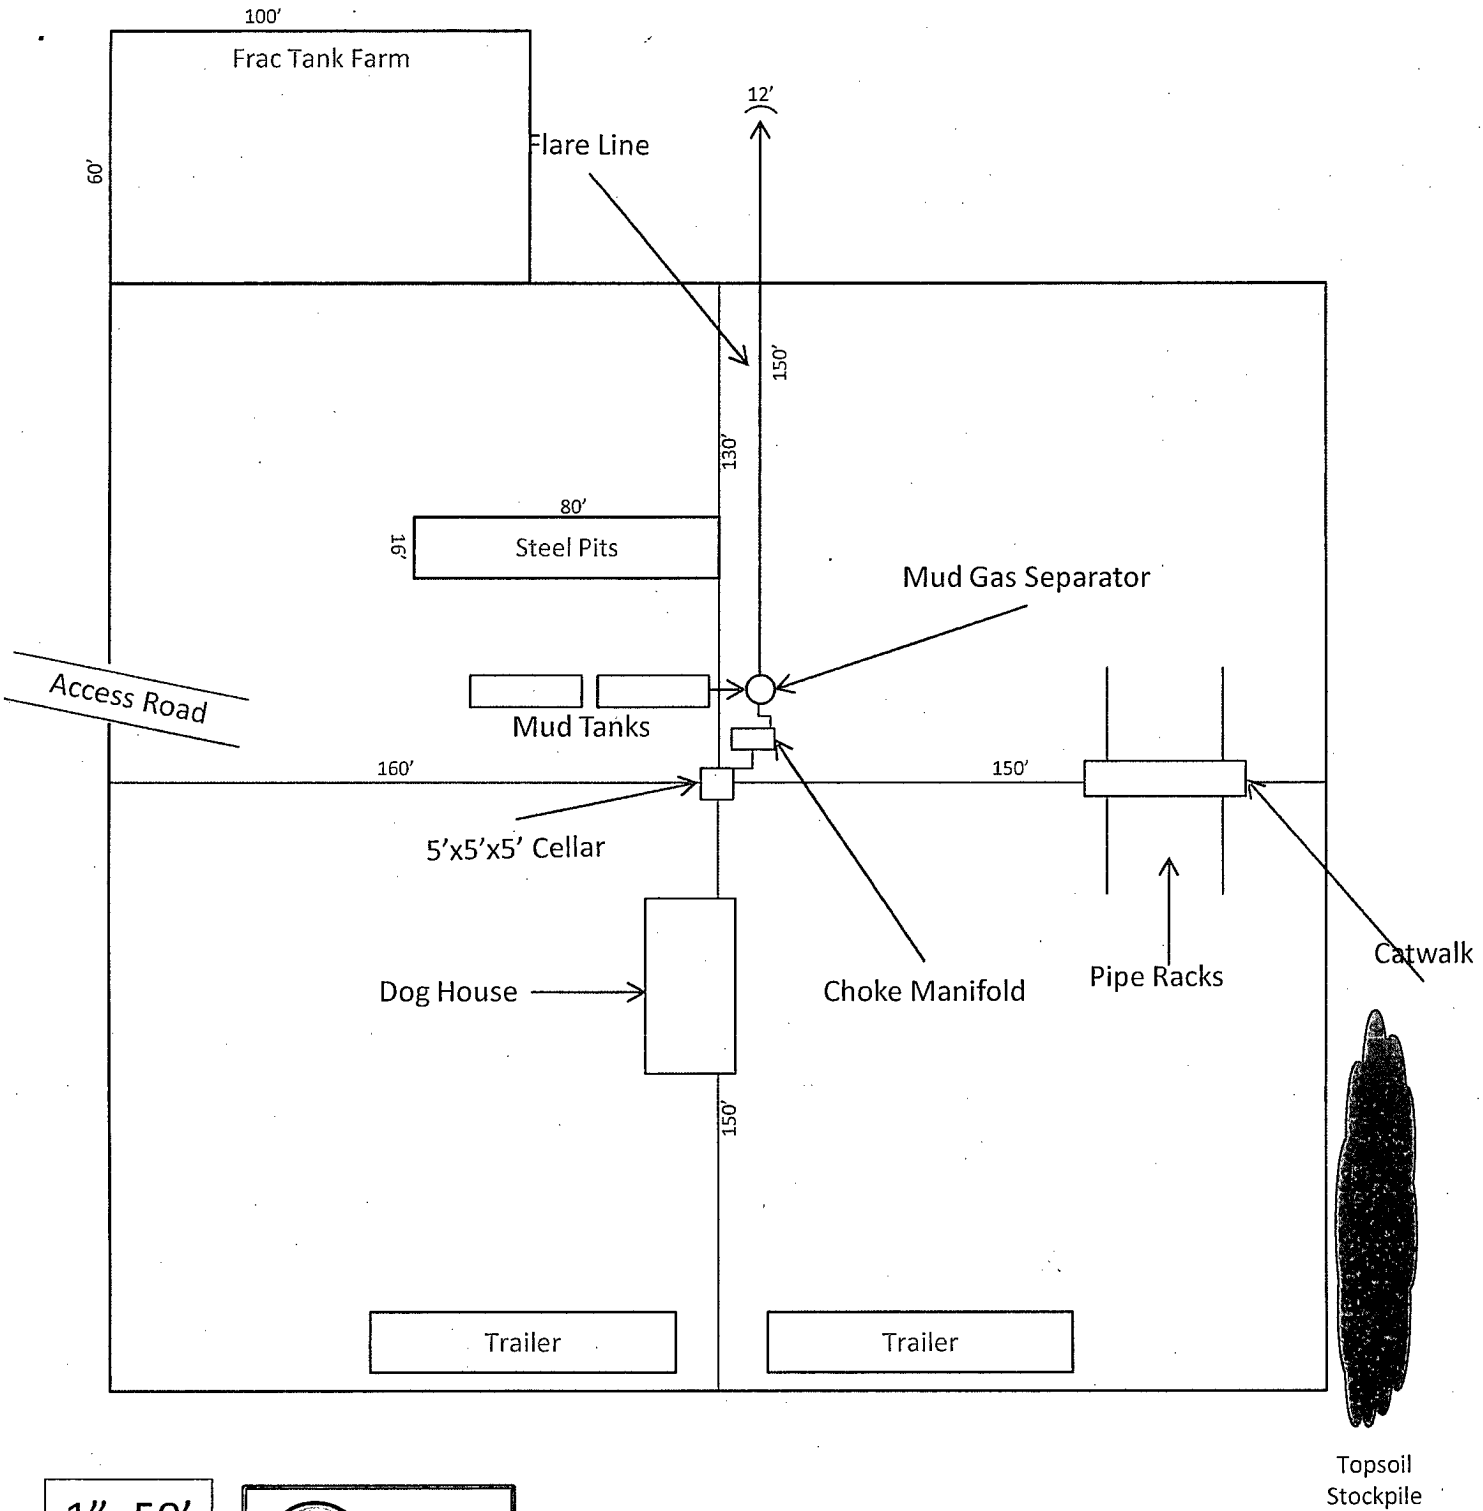 100’
Frac Tank Farm
60’
12’
Flare Line
150’
130’
80’
16’
Steel Pits
Mud Gas Separator
Access Road
Mud Tanks
160’
150’
5’x5’x5’ Cellar
Catwalk
Pipe Racks
Dog House
Choke Manifold
150’
Trailer
Trailer
Topsoil
Stockpile